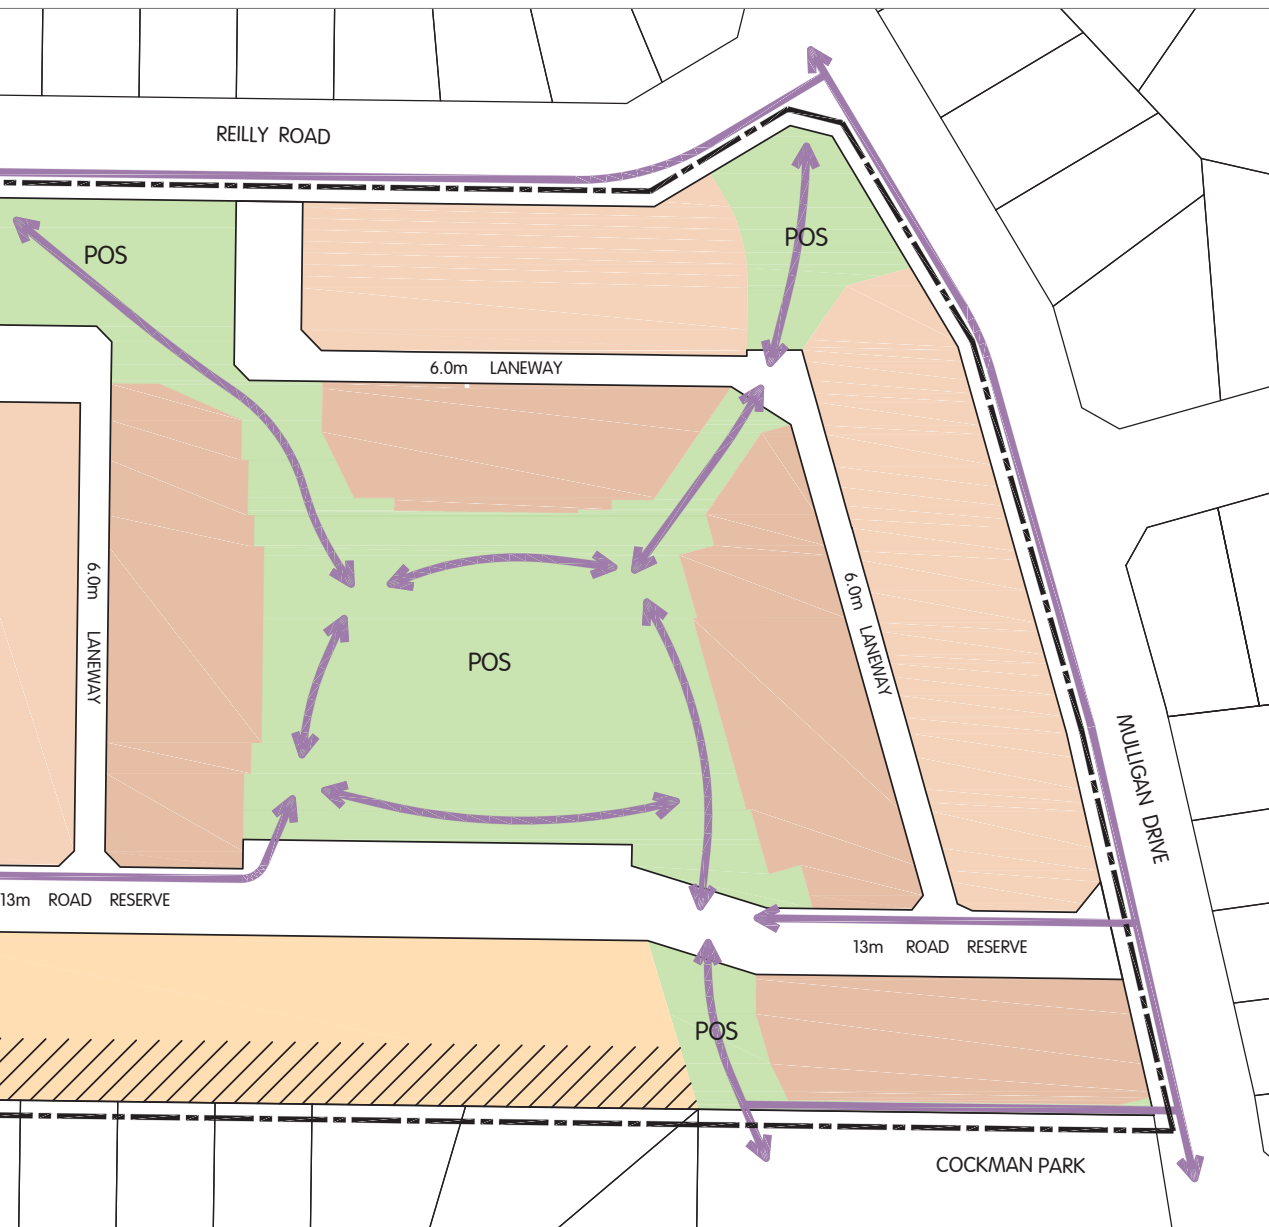 REILLY ROAD
POS
POS
6.0m LANEWAY
6.0m LANEWAY
6.0m LANEWAY
POS
MULLIGAN DRIVE
13m ROAD RESERVE
13m ROAD RESERVE
POS
COCKMAN PARK